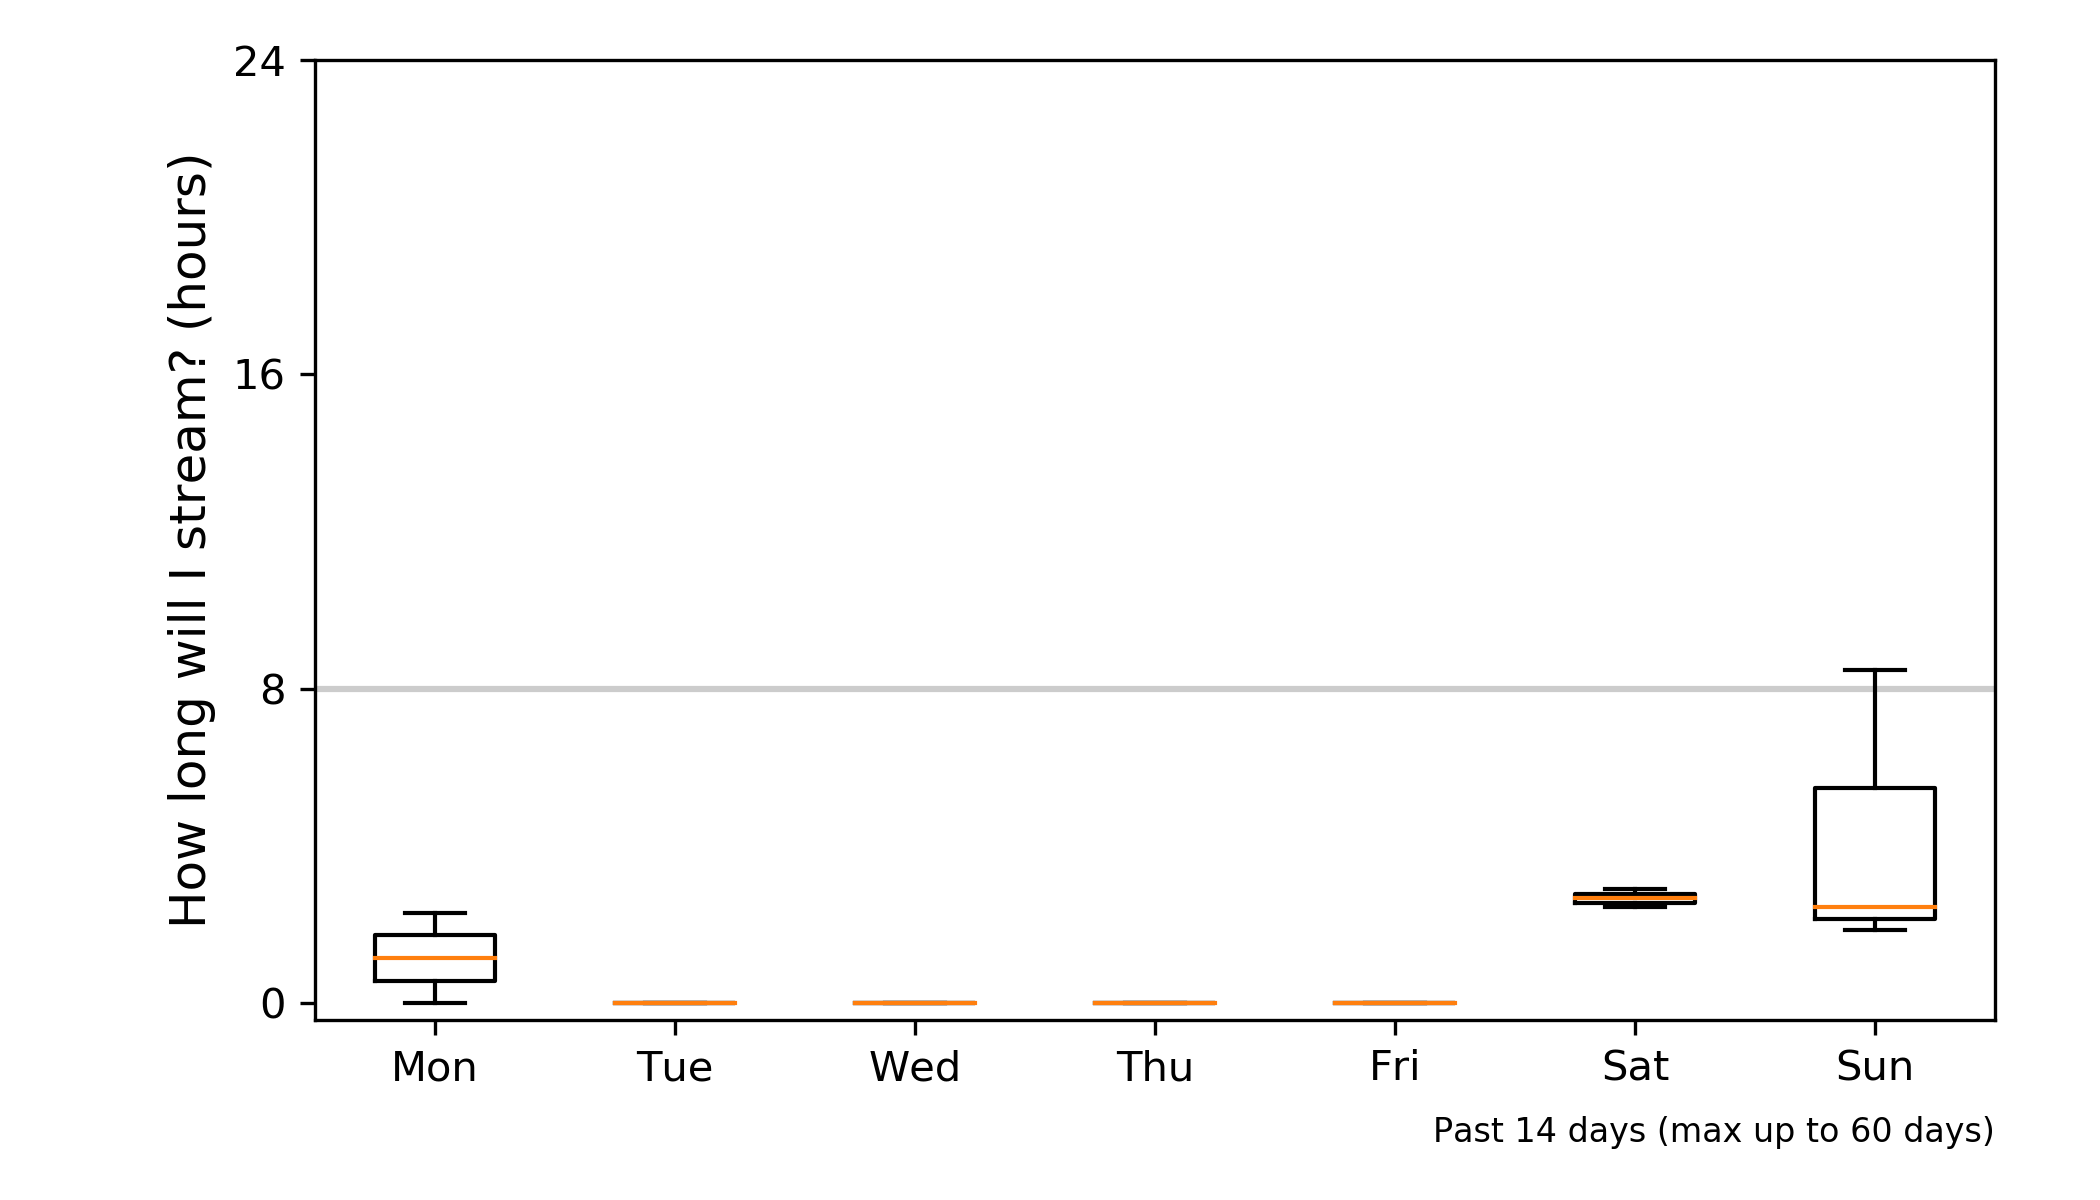 How long will I stream? (hours)
24
16
8
0
Mon Tue Wed Thu Fri Sat Sun
Past 14 days (max up to 60 days)